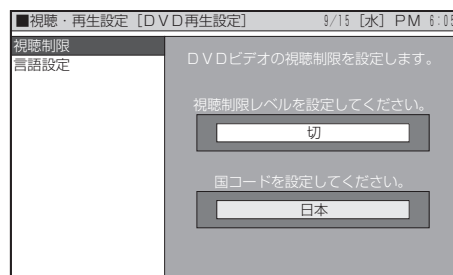 ■視聴・再生設定［ＤＶＤ再生設定］ 9/15［水］ＰＭ 6:05
視聴制限
言語設定
ＤＶＤビデオの視聴制限を設定します。
視聴制限レベルを設定してください。
切
国コードを設定してください。
日本